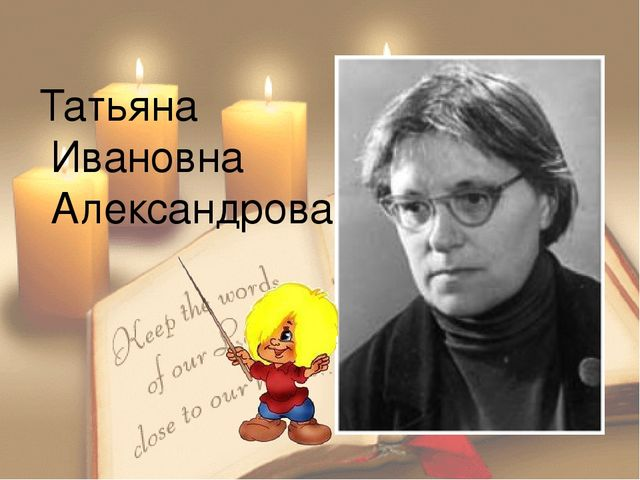 Татьяна
Ивановна
Александрова
Keep the words
of our
close to our